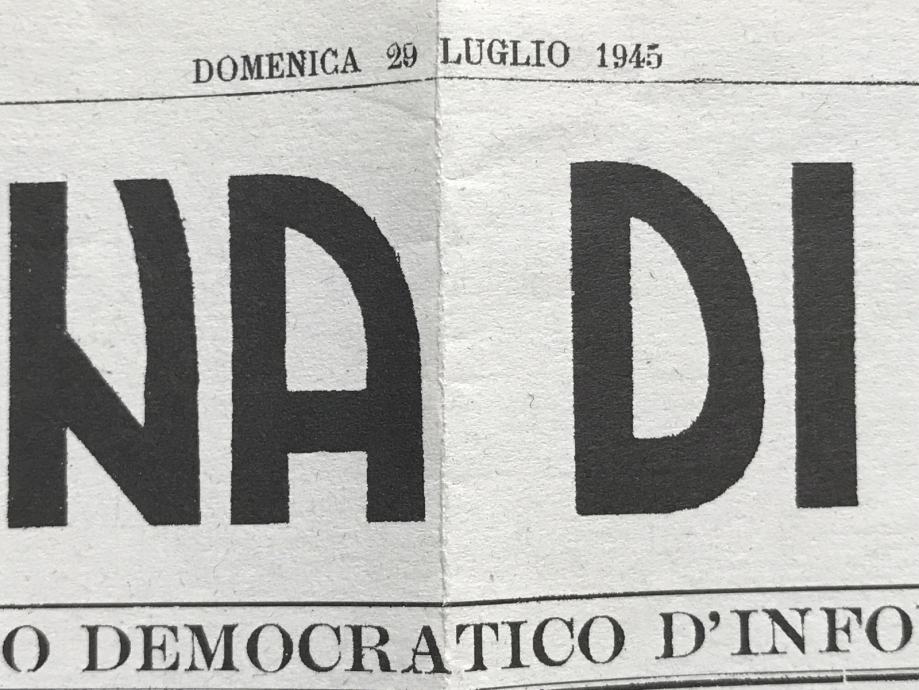 DOMENICA 29 LUGLIO 1945
NA DI
O DEMOCRATICO D'INFO